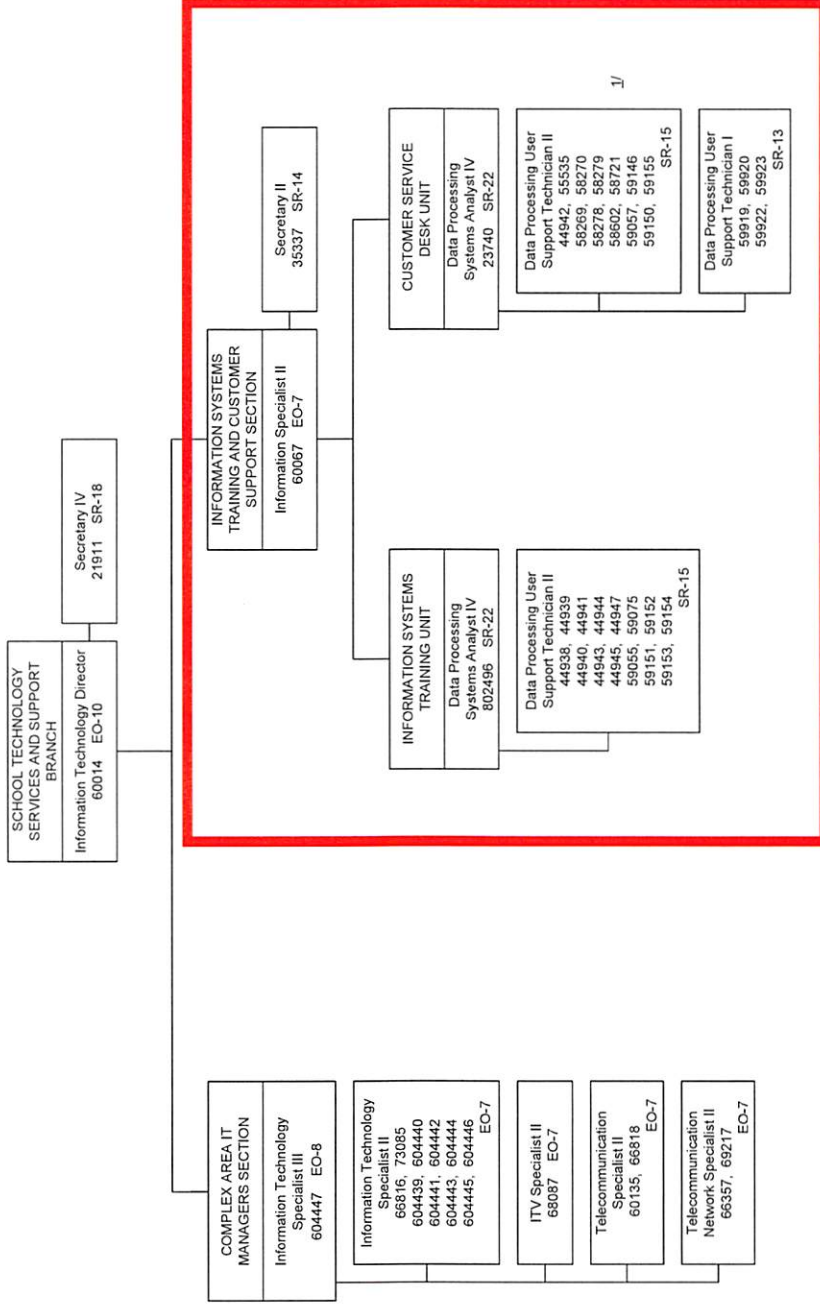 SCHOOL TECHNOLOGY
SERVICES AND SUPPORT
BRANCH
Information Technology Director
60014 EO-10
Secretary IV
21911 SR-18
COMPLEX AREA IT
MANAGERS SECTION
Information Technology
Specialist III
604447 EO-8
Information Technology
Specialist II
66816, 73085
604439, 604440
604441, 604442
604443, 604444
604445, 604446
EO-7
ITV Specialist II
68087 EO-7
Telecommunication
Specialist II
60135, 66818
EO-7
Telecommunication
Network Specialist II
66357, 69217
EO-7
INFORMATION SYSTEMS
TRAINING AND CUSTOMER
SUPPORT SECTION
Information Specialist II
60067 EO-7
Secretary II
35337 SR-14
INFORMATION SYSTEMS
TRAINING UNIT
Data Processing
Systems Analyst IV
802496 SR-22
Data Processing User
Support Technician II
44938, 44939
44940, 44941
44943, 44944
44945, 44947
59055, 59075
59151, 59152
59153, 59154
SR-15
CUSTOMER SERVICE
DESK UNIT
Data Processing
Systems Analyst IV
23740 SR-22
Data Processing User
Support Technician II
44942, 55535
58269, 58270
58278, 58279
58602, 58721
59057, 59146
59150, 59155
SR-15
1/
Data Processing User
Support Technician I
59919, 59920
59922, 59923
SR-13